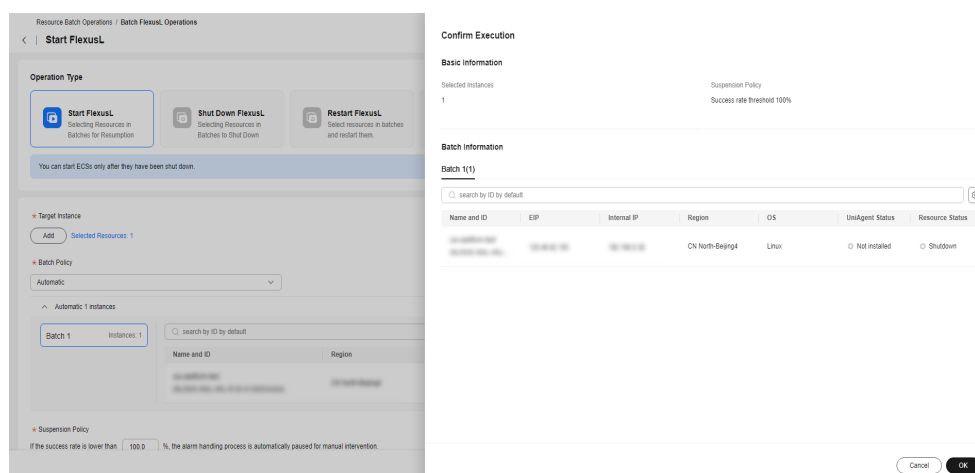 Resource Batch Operations / Batch FlexusL Operations
Start FlexusL
Operation Type
Start FlexusL
Selecting Resources in
Batches for Resumption
Shut Down FlexusL
Selecting Resources in
Batches to Shut Down
Restart FlexusL
Select resources in batches
and restart them.
You can start ECSs only after they have been shut down.
* Target Instance
Add Selected Resources: 1
* Batch Policy
Automatic
Automatic 1 instances
Batch 1 Instances: 1
search by ID by default
Name and ID Region
* Suspension Policy
If the success rate is lower than 100.0 %, the alarm handling process is automatically paused for manual intervention.
Confirm Execution
Basic Information
Selected Instances Suspension Policy
1 Success rate threshold 100%
Batch Information
Batch 1(1)
search by ID by default
Name and ID EIP Internal IP Region OS UniAgent Status Resource Status
CN North-Beijing4 Linux Not installed Shutdown
Cancel OK